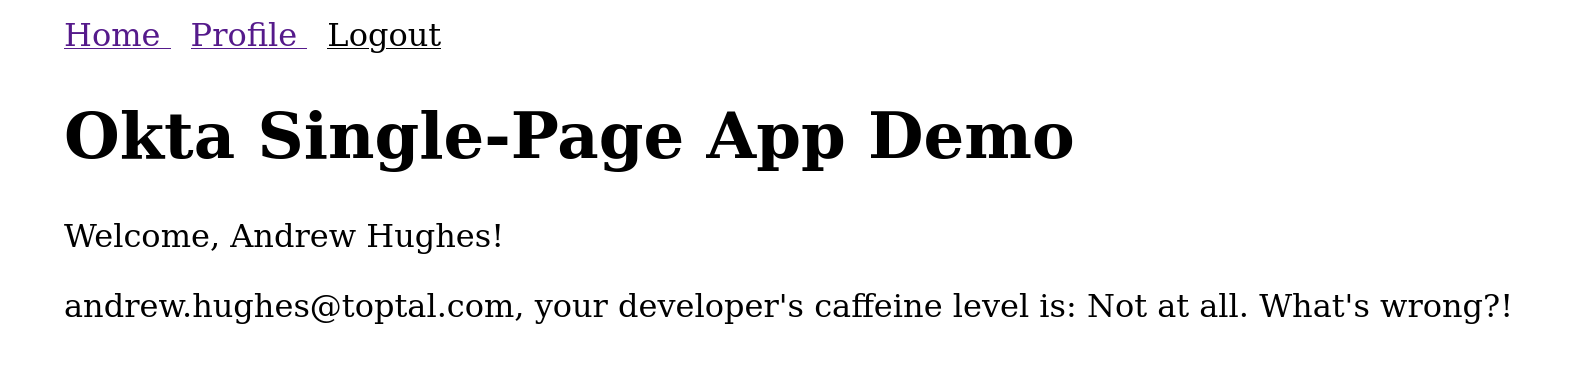 Home Profile Logout
Okta Single-Page App Demo
Welcome, Andrew Hughes!
andrew.hughes@toptal.com, your developer's caffeine level is: Not at all. What's wrong?!